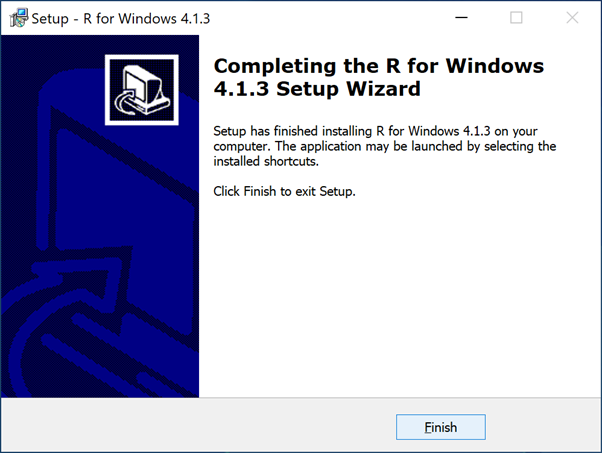 Setup - R for Windows 4.1.3
Completing the R for Windows
4.1.3 Setup Wizard
Setup has finished installing R for Windows 4.1.3 on your
computer. The application may be launched by selecting the
installed shortcuts.
Click Finish to exit Setup.
Finish